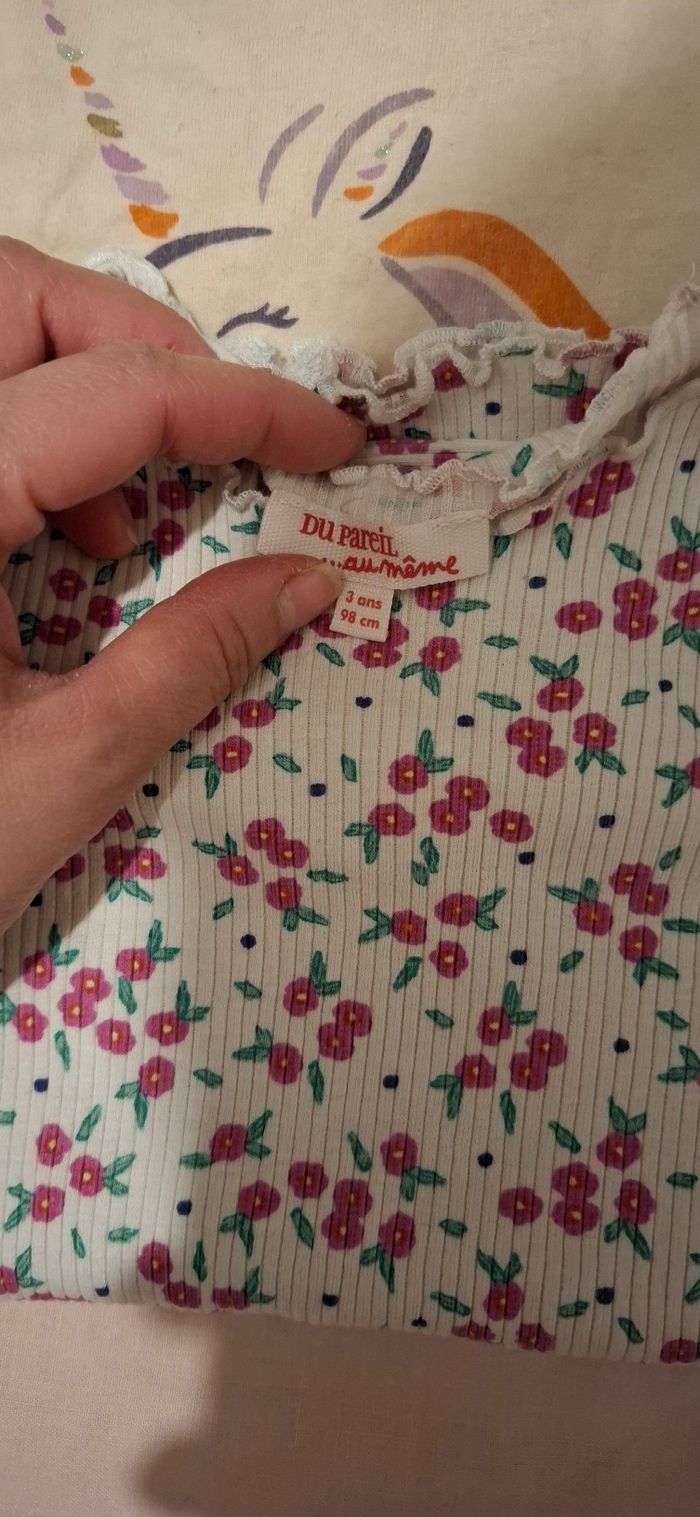 DU PAREIL
...au même
3 ans
98 cm